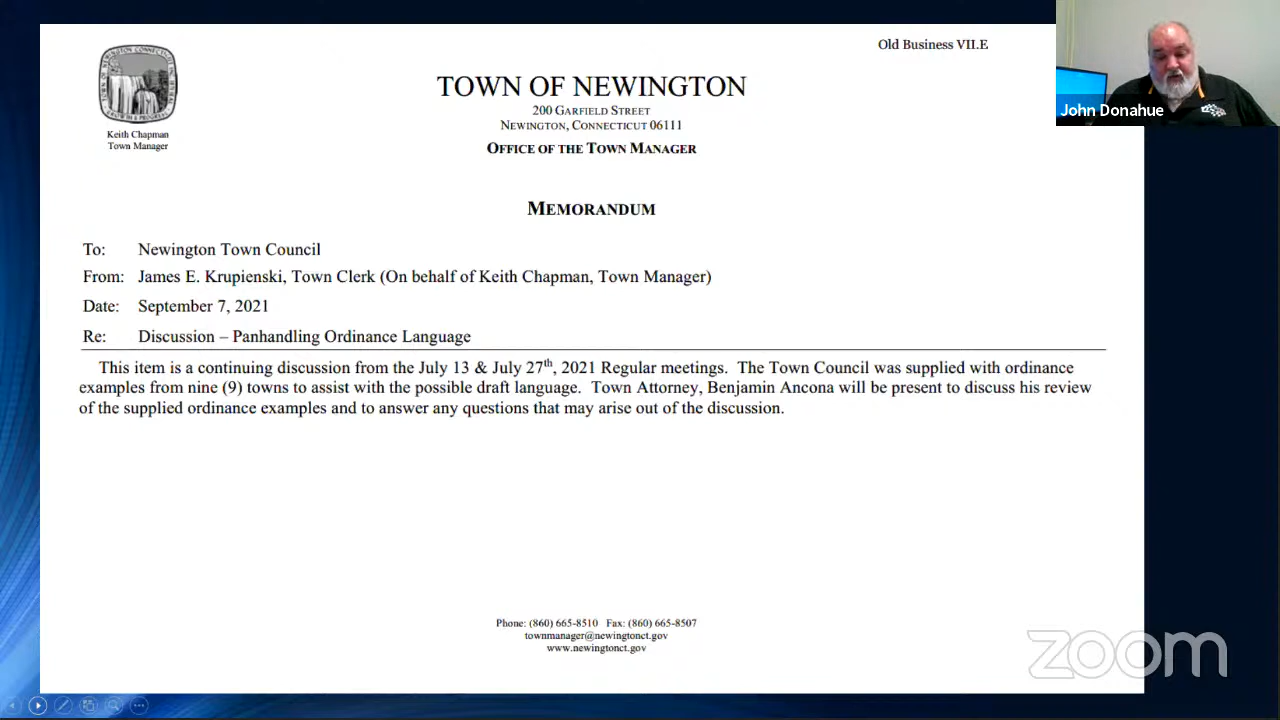 Old Business VII.E
TOWN OF NEWINGTON
200 GARFIELD STREET
NEWINGTON, CONNECTICUT 06111
OFFICE OF THE TOWN MANAGER
Keith Chapman
Town Manager
John Donahue
MEMORANDUM
To: Newington Town Council
From: James E. Krupienski, Town Clerk (On behalf of Keith Chapman, Town Manager)
Date: September 7, 2021
Re: Discussion – Panhandling Ordinance Language
This item is a continuing discussion from the July 13 & July 27th, 2021 Regular meetings. The Town Council was supplied with ordinance
examples from nine (9) towns to assist with the possible draft language. Town Attorney, Benjamin Ancona will be present to discuss his review
of the supplied ordinance examples and to answer any questions that may arise out of the discussion.
Phone: (860) 665-8510 Fax: (860) 665-8507
townmanager@newingtonct.gov
www.newingtonct.gov
zoom